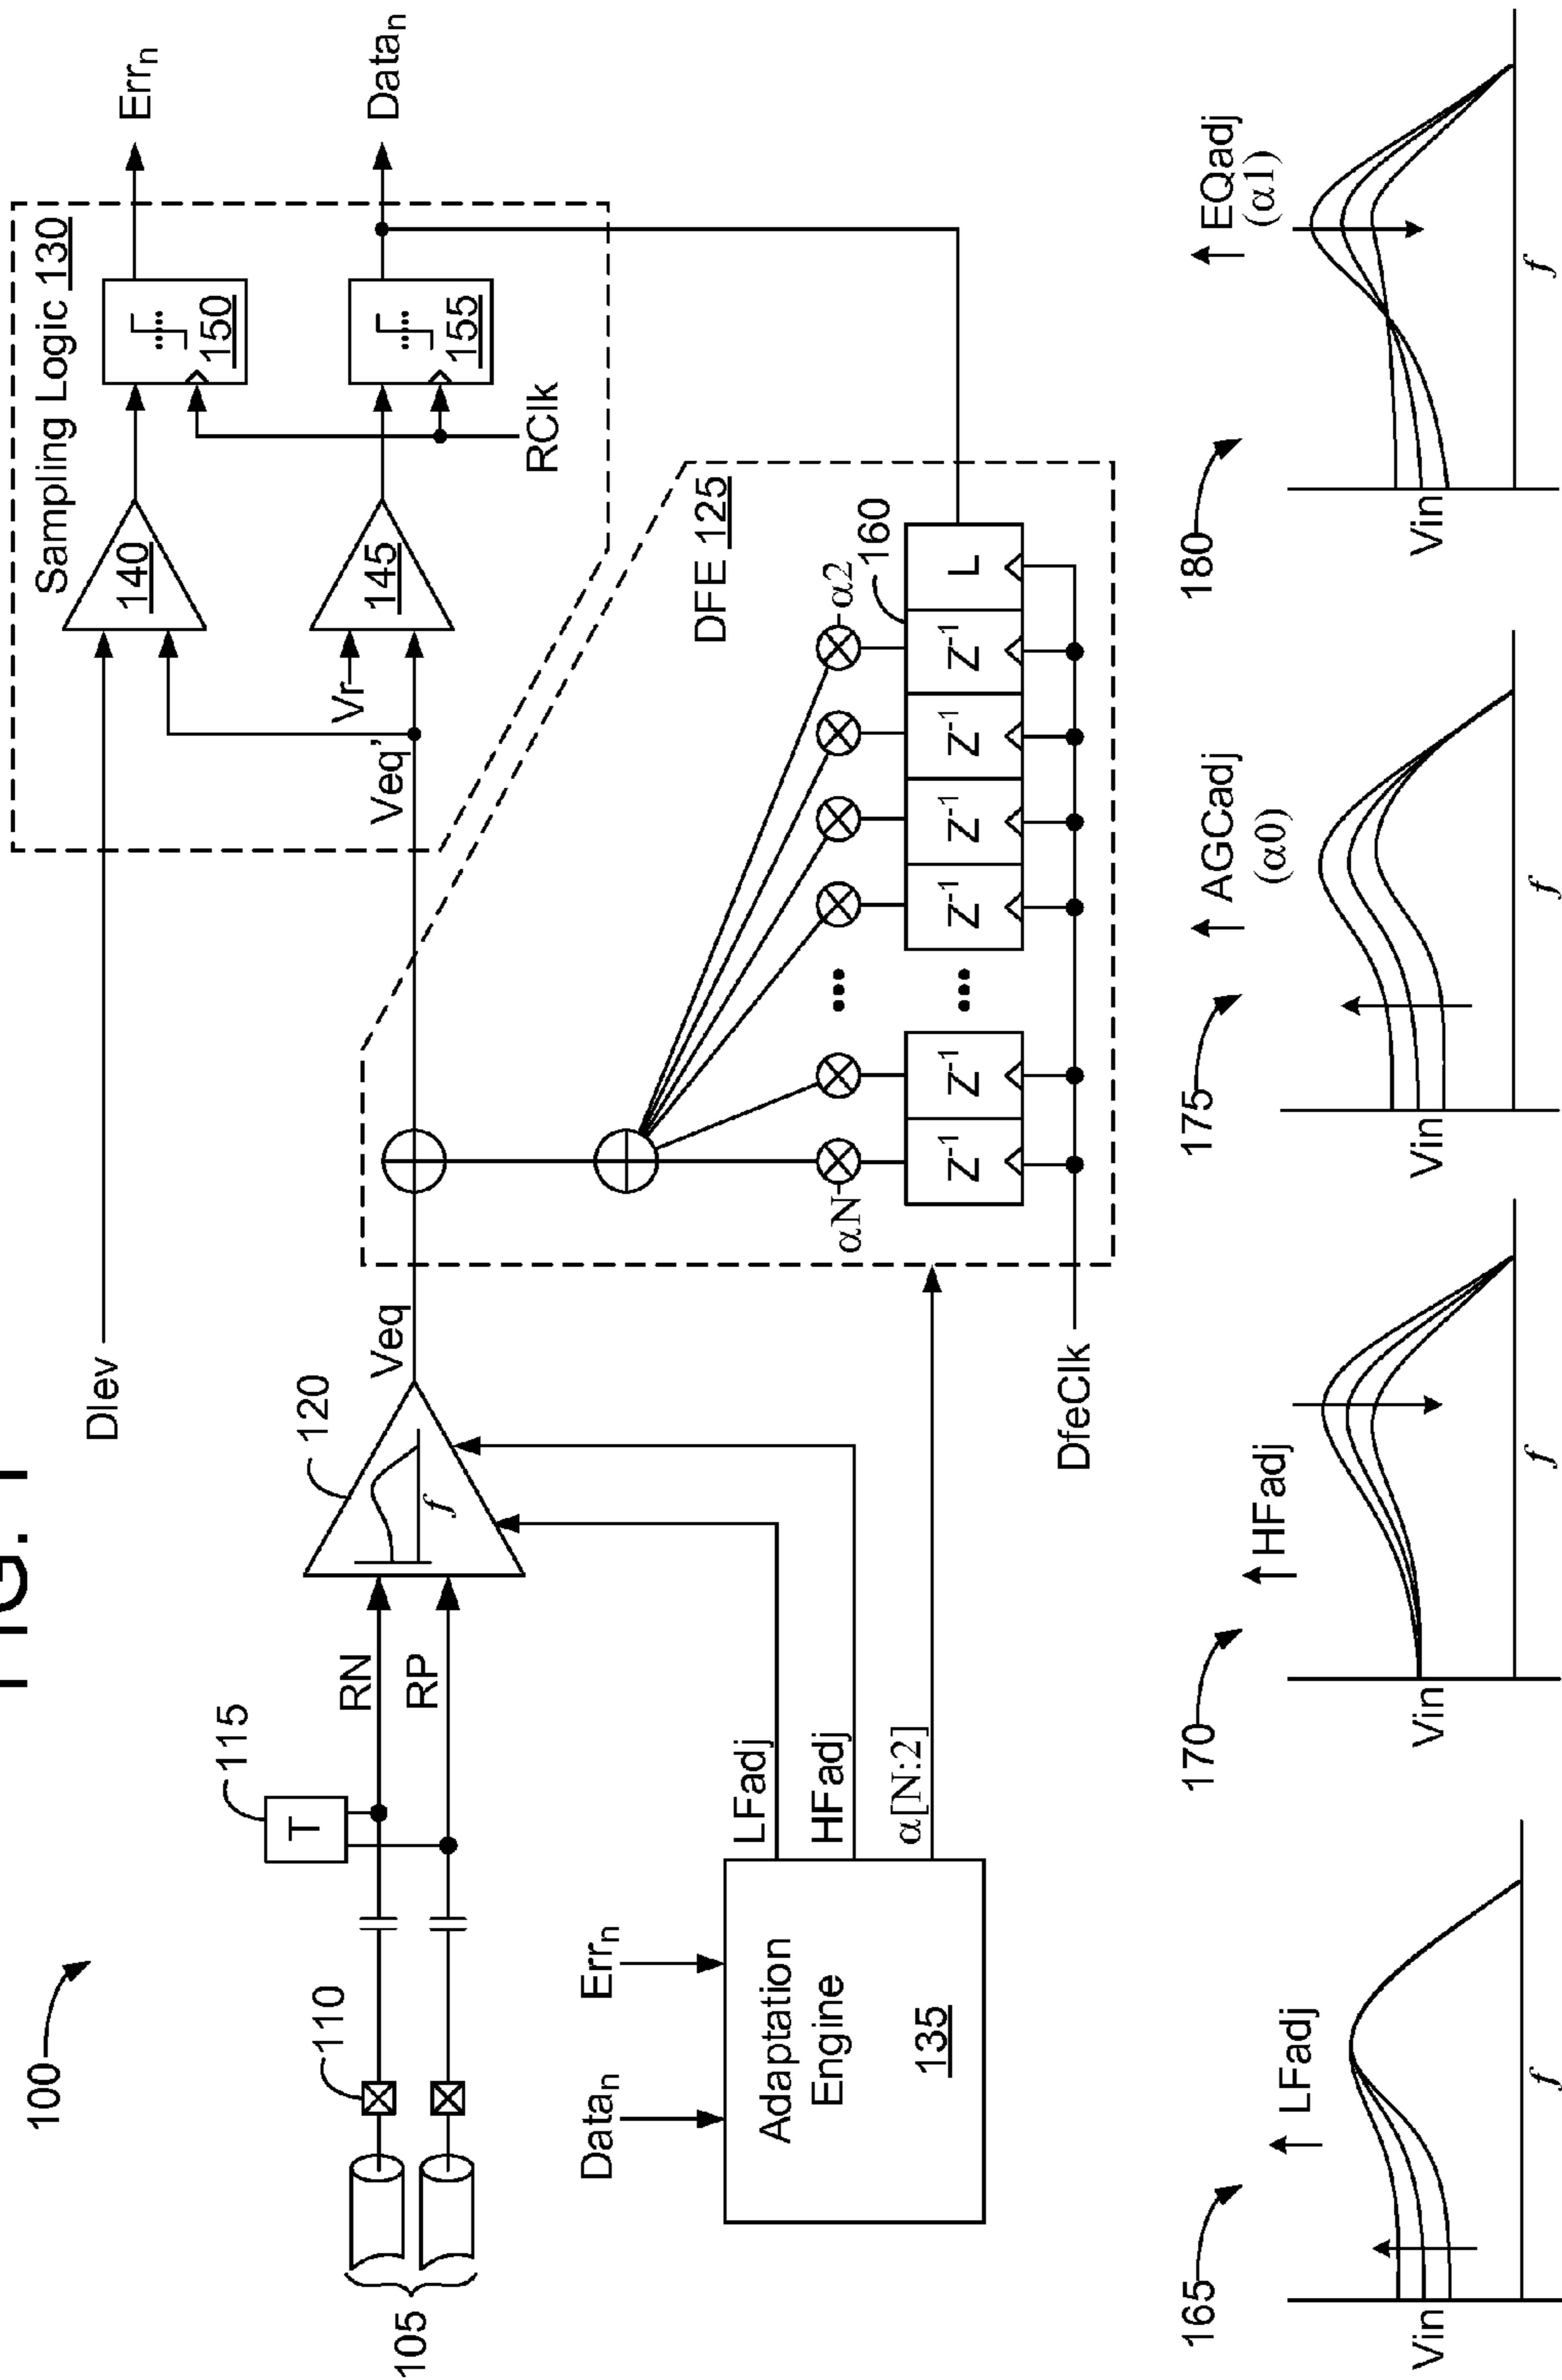 FIG. 1
100
105
110
115
T
RN
RP
120
f
Veq
Dlev
Sampling Logic 130
140
145
Vr
Veq'
150
155
RClk
Errn
Datan
DFE 125
160
α2
αN
Z-1
Z-1
...
...
Z-1
Z-1
Z-1
Z-1
L
DfeClk
Datan
Errn
Adaptation
Engine
135
LFadj
HFadj
α[N:2]
165
LFadj
Vin
f
170
HFadj
Vin
f
175
AGCadj
(α0)
Vin
f
180
EQadj
(α1)
Vin
f